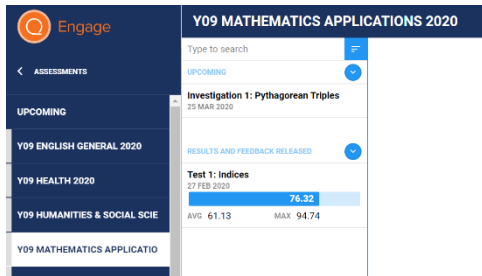 Engage
ASSESSMENTS
UPCOMING
Y09 ENGLISH GENERAL 2020
Y09 HEALTH 2020
Y09 HUMANITIES & SOCIAL SCIE
Y09 MATHEMATICS APPLICATIO
Y09 MATHEMATICS APPLICATIONS 2020
Type to search
UPCOMING
Investigation 1: Pythagorean Triples
25 MAR 2020
RESULTS AND FEEDBACK RELEASED
Test 1: Indices
27 FEB 2020
76.32
AVG 61.13 MAX 94.74